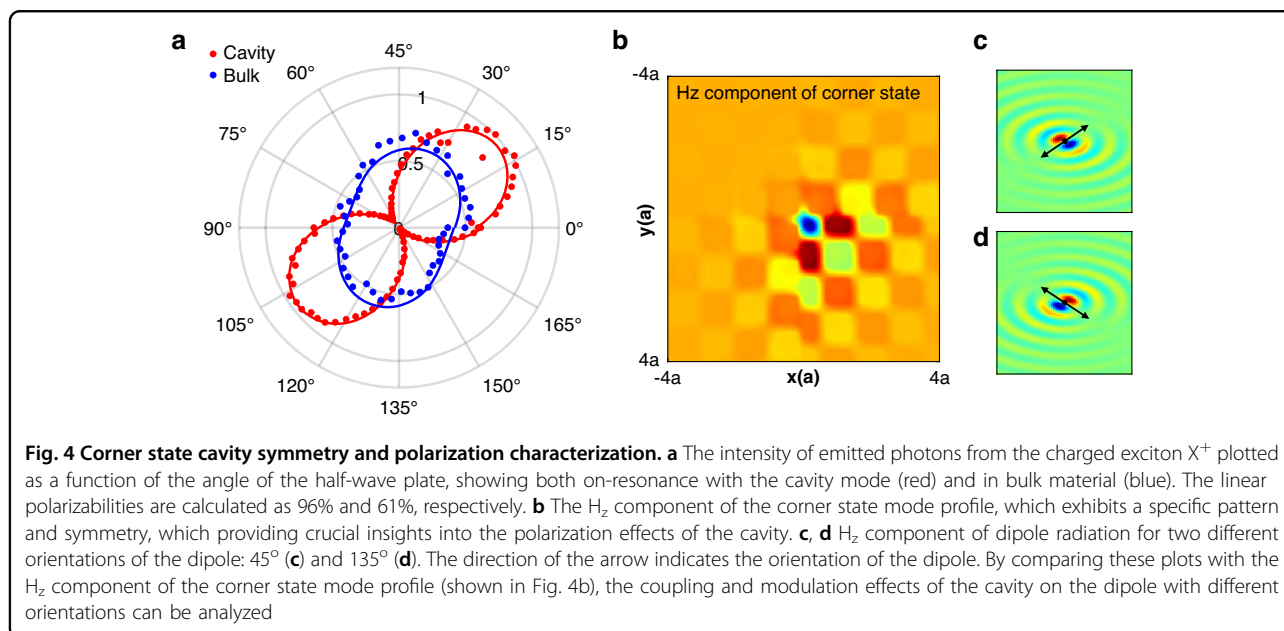 a
Cavity
Bulk
45°
60°
30°
75°
15°
90°
0°
105°
165°
120°
150°
135°
1
0.5
0
b
Hz component of corner state
-4a
y(a)
4a
-4a
x(a)
4a
c
d
Fig. 4 Corner state cavity symmetry and polarization characterization. a The intensity of emitted photons from the charged exciton X⁺ plotted
as a function of the angle of the half-wave plate, showing both on-resonance with the cavity mode (red) and in bulk material (blue). The linear
polarizabilities are calculated as 96% and 61%, respectively. b The H₂ component of the corner state mode profile, which exhibits a specific pattern
and symmetry, which providing crucial insights into the polarization effects of the cavity. c, d Hz component of dipole radiation for two different
orientations of the dipole: 45° (c) and 135° (d). The direction of the arrow indicates the orientation of the dipole. By comparing these plots with the
Hz component of the corner state mode profile (shown in Fig. 4b), the coupling and modulation effects of the cavity on the dipole with different
orientations can be analyzed